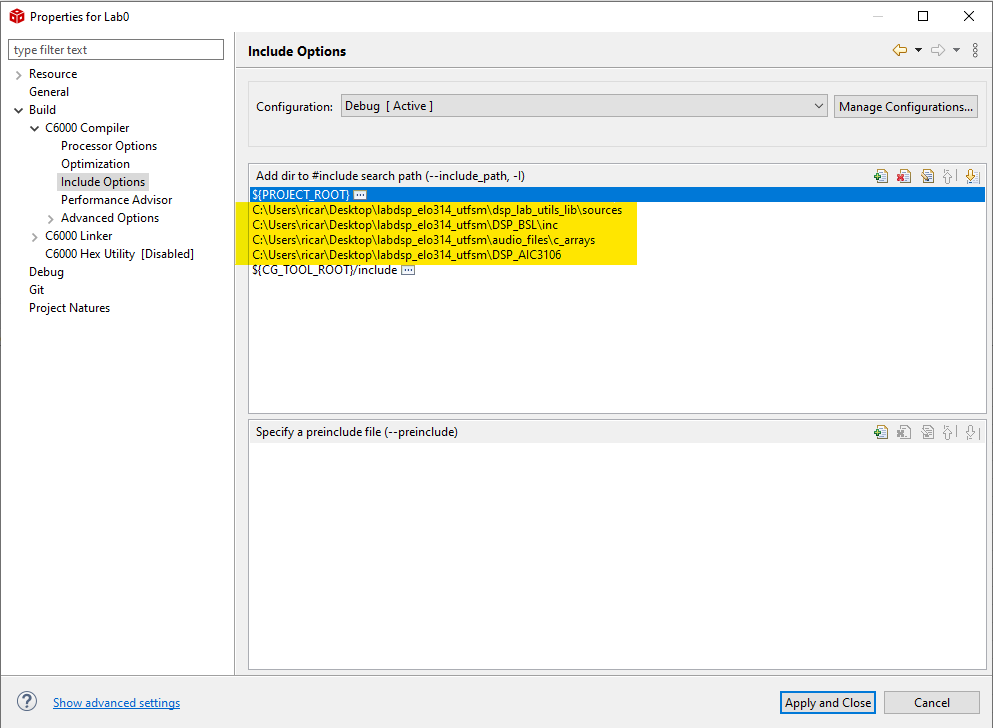 Properties for Lab0
type filter text
Resource
General
Build
C6000 Compiler
Processor Options
Optimization
Include Options
Performance Advisor
Advanced Options
C6000 Linker
C6000 Hex Utility [Disabled]
Debug
Git
Project Natures
Include Options
Configuration: Debug [ Active ] Manage Configurations...
Add dir to #include search path (--include_path, -I)
${PROJECT_ROOT}
C:\Users\ricar\Desktop\labdsp_elo314_utfsm\dsp_lab_utils_lib\sources
C:\Users\ricar\Desktop\labdsp_elo314_utfsm\DSP_BSL\inc
C:\Users\ricar\Desktop\labdsp_elo314_utfsm\audio_files\c_arrays
C:\Users\ricar\Desktop\labdsp_elo314_utfsm\DSP_AIC3106
${CG_TOOL_ROOT}/include
Specify a preinclude file (--preinclude)
? Show advanced settings Apply and Close Cancel